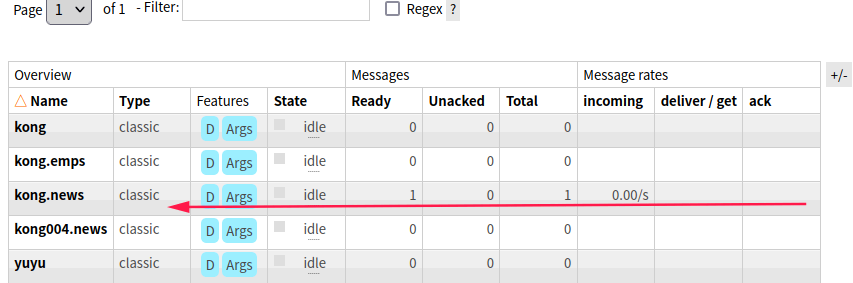 Page 1 of 1 - Filter: Regex ?
Overview Messages Message rates +/-
△ Name Type Features State Ready Unacked Total incoming deliver / get ack
kong classic D Args idle 0 0 0
kong.emps classic D Args idle 0 0 0
kong.news classic D Args idle 1 0 1 0.00/s
kong004.news classic D Args idle 0 0 0
yuyu classic D Args idle 0 0 0